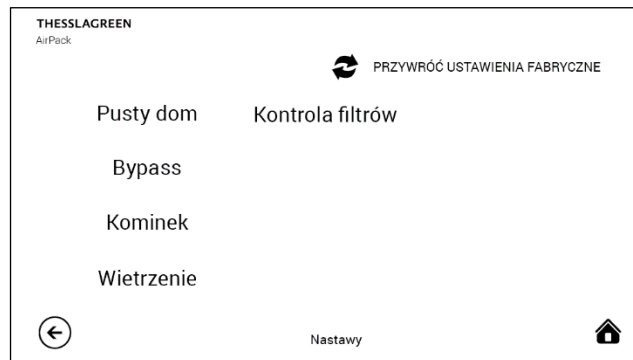 THESSLAGREEN
AirPack
PRZYWRÓĆ USTAWIENIA FABRYCZNE
Pusty dom
Kontrola filtrów
Bypass
Kominek
Wietrzenie
Nastawy